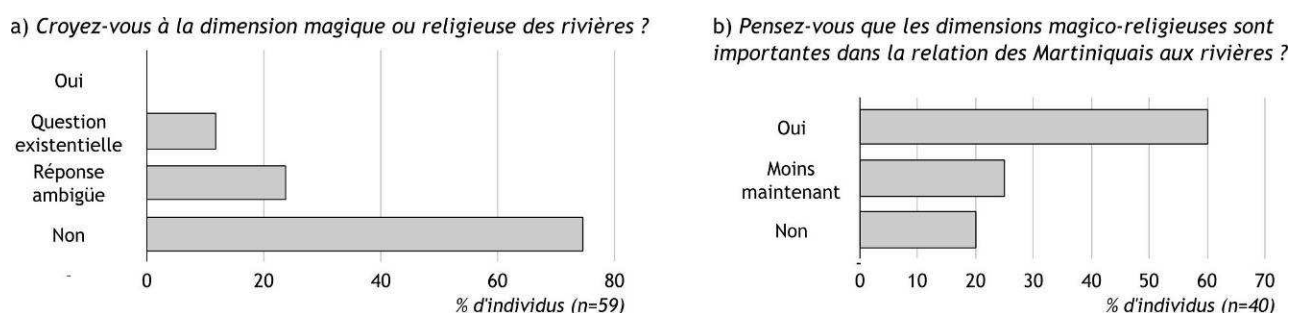 a) Croyez-vous à la dimension magique ou religieuse des rivières ?
Oui
Question
existentielle
Réponse
ambigüe
Non
0 20 40 60 80
% d'individus (n=59)
b) Pensez-vous que les dimensions magico-religieuses sont
importantes dans la relation des Martiniquais aux rivières ?
Oui
Moins
maintenant
Non
0 10 20 30 40 50 60 70
% d'individus (n=40)